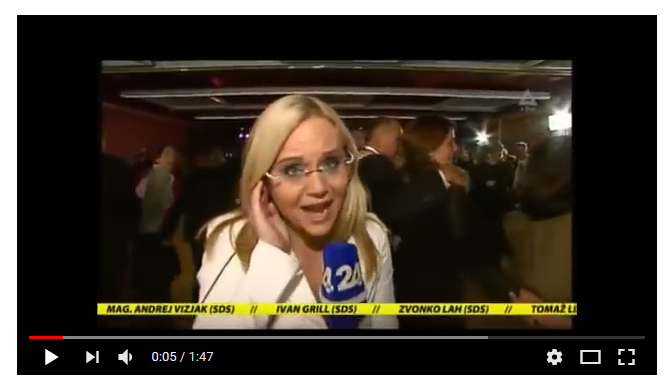 24
MAG. ANDREJ VIZJAK (SDS) // IVAN GRILL (SDS) // ZVONKO LAH (SDS) // TOMAŽ
0:05 / 1:47